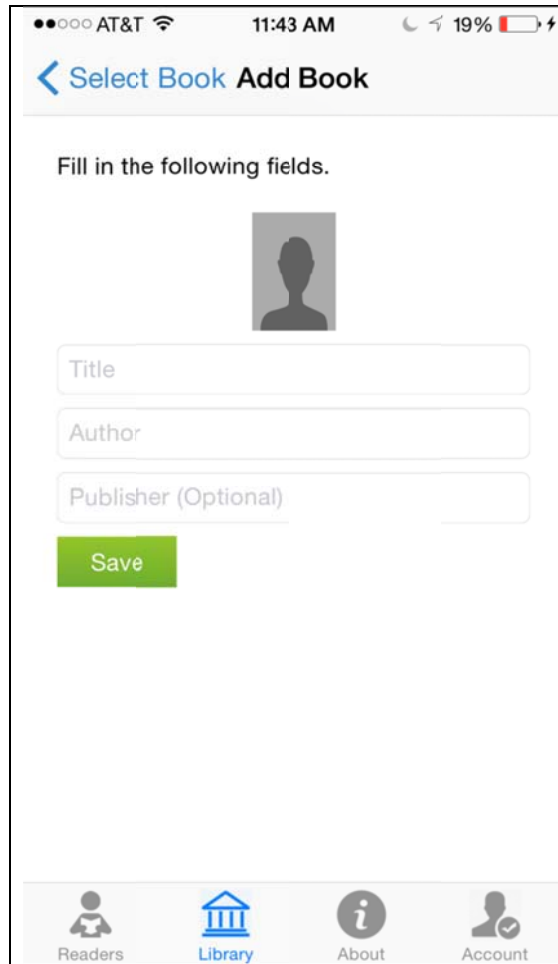 AT&T 11:43 AM 19%
Select Book Add Book
Fill in the following fields.
Title
Author
Publisher (Optional)
Save
Readers Library About Account